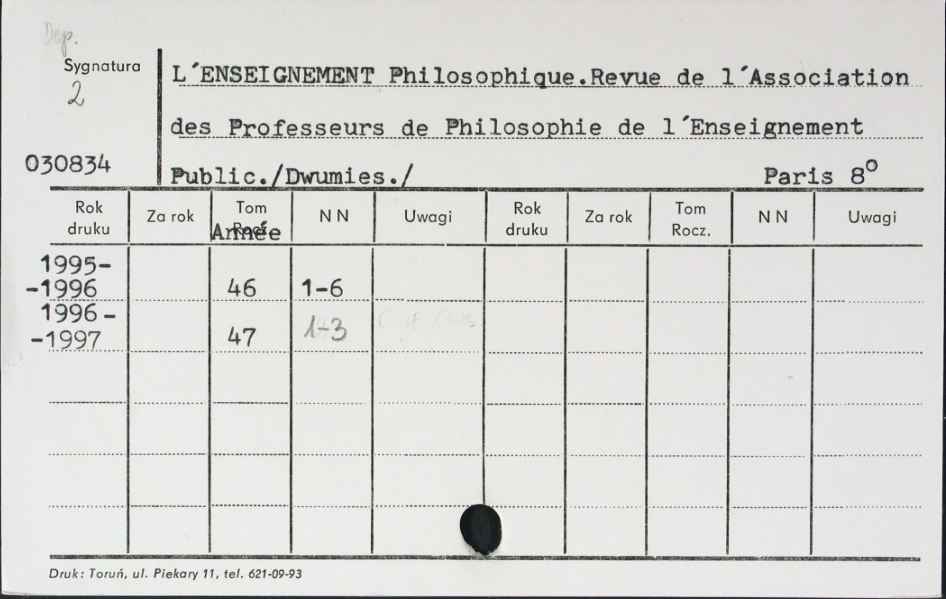 Dep.
Sygnatura
2
030834
L´ENSEIGNEMENT Philosophique.Revue de l´Association
des Professeurs de Philosophie de l´Enseignement
Public./Dwumies./ Paris 8°
Rok druku Za rok Tom Rocz. Année N N Uwagi Rok druku Za rok Tom Rocz. N N Uwagi
1995-
-1996 46 1-6
1996-
-1997 47 1-3
Druk: Toruń, ul. Piekary 11, tel. 621-09-93